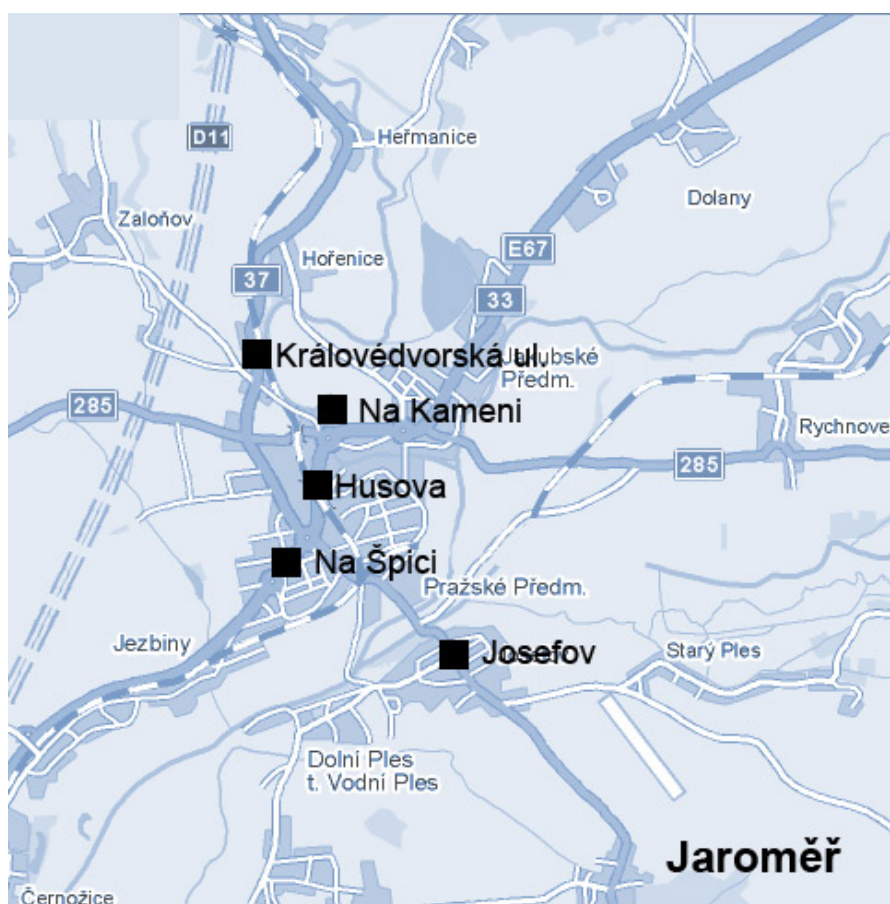 D11
Heřmanice
Dolany
Zaloňov
E67
Hořenice
37
33
Královédvorská ul.
Jakubské
Předm.
285
Na Kameni
Rychnove
285
Husova
Na Špici
Pražské Předm.
Jezbiny
Josefov
Starý Ples
Dolní Ples
t. Vodní Ples
Jaroměř
Černožice